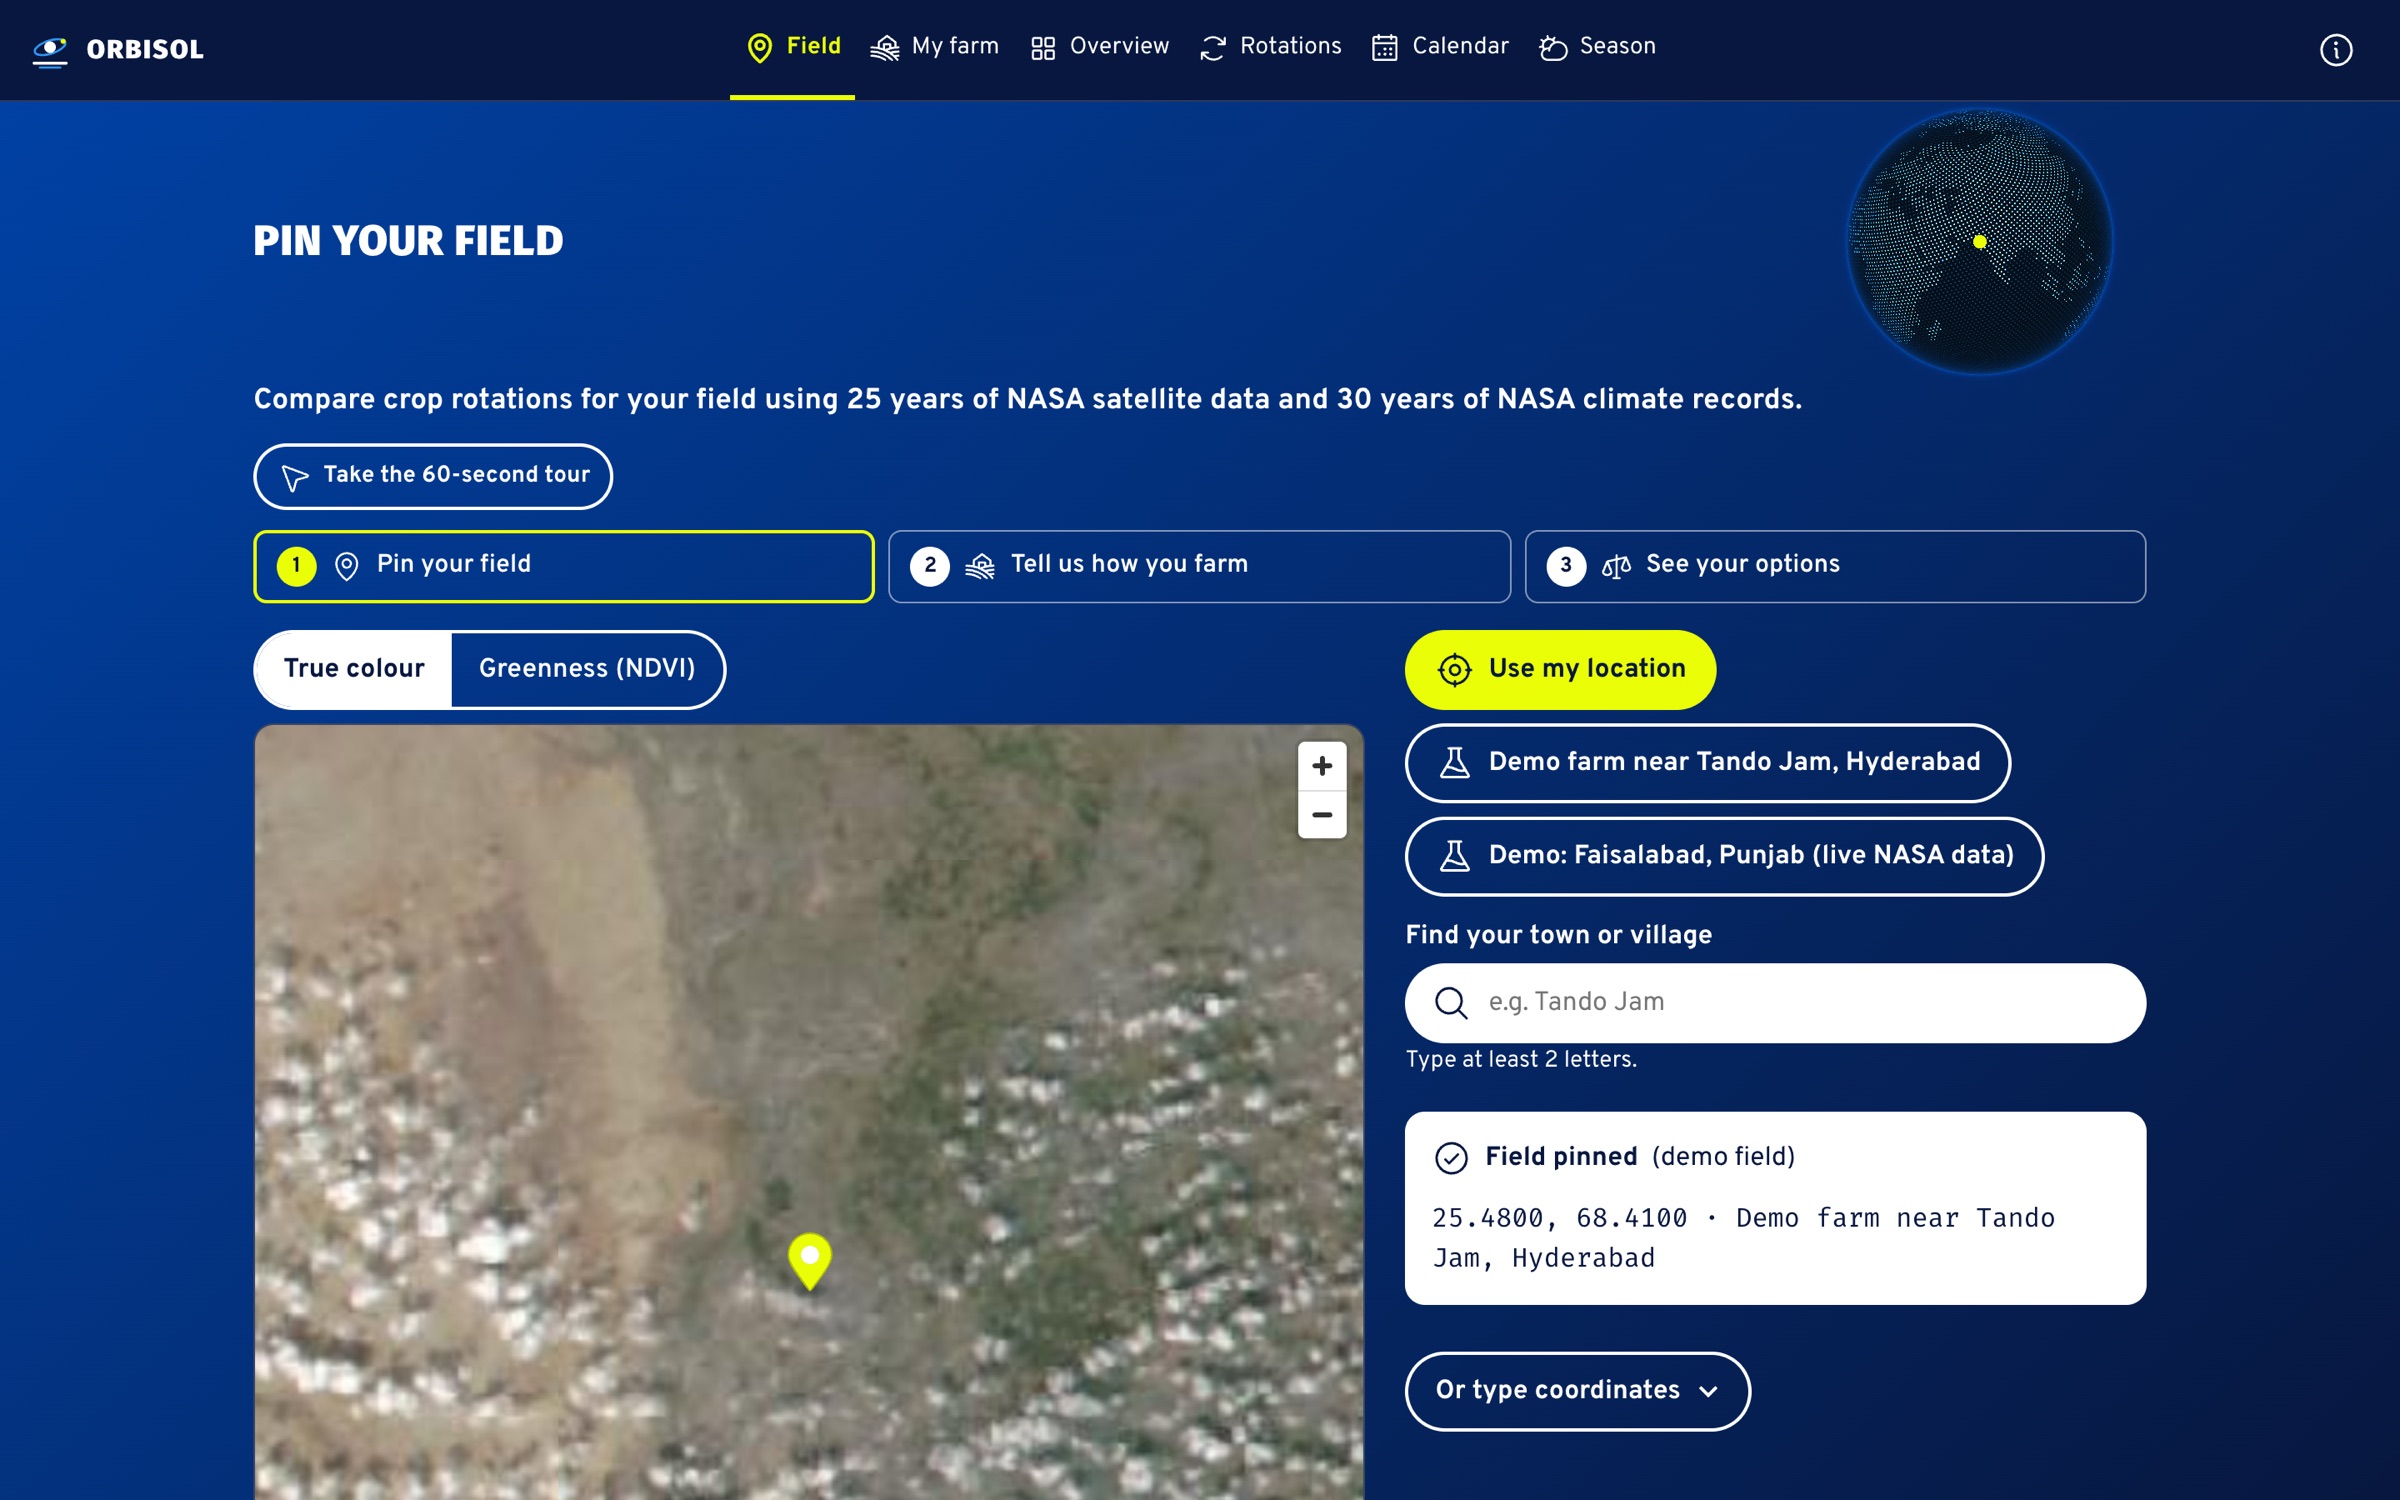 ORBISOL
Field
My farm
Overview
Rotations
Calendar
Season
PIN YOUR FIELD
Compare crop rotations for your field using 25 years of NASA satellite data and 30 years of NASA climate records.
Take the 60-second tour
1 Pin your field
2 Tell us how you farm
3 See your options
True colour
Greenness (NDVI)
Use my location
Demo farm near Tando Jam, Hyderabad
Demo: Faisalabad, Punjab (live NASA data)
Find your town or village
e.g. Tando Jam
Type at least 2 letters.
Field pinned (demo field)
25.4800, 68.4100 · Demo farm near Tando
Jam, Hyderabad
Or type coordinates